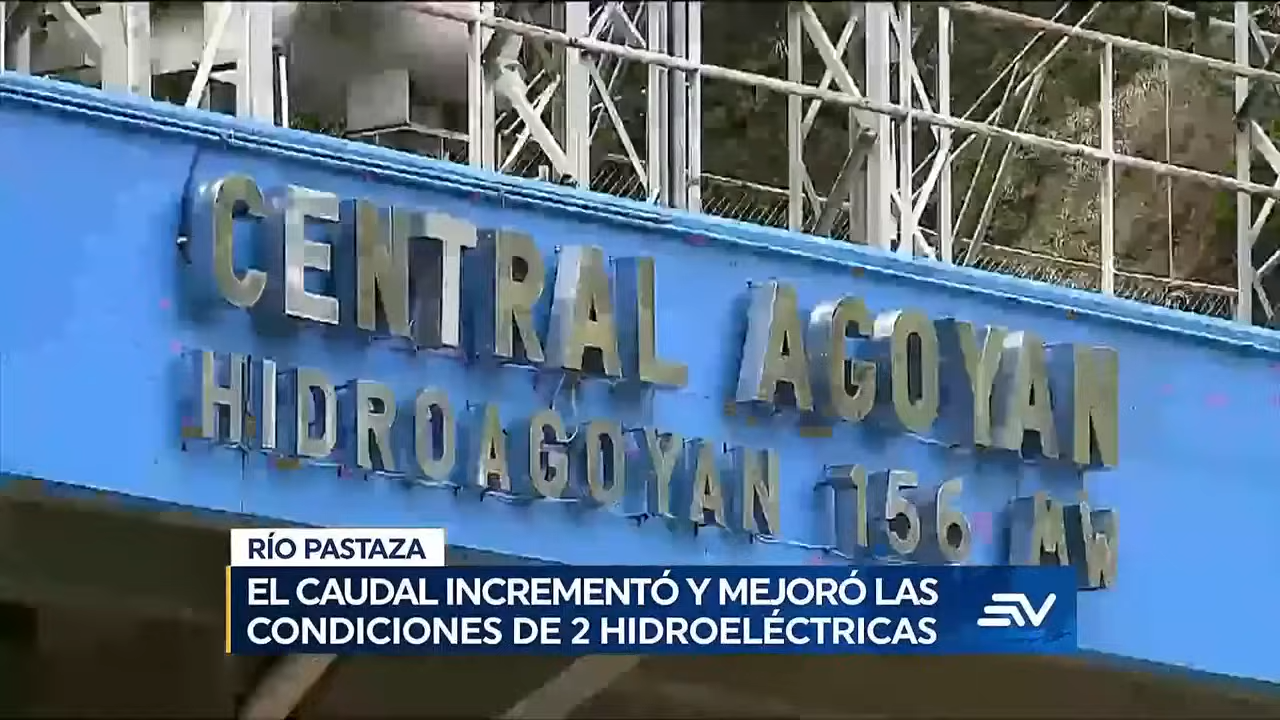 CENTRAL AGOYAN
HIDROAGOYAN 156 MW
RÍO PASTAZA
EL CAUDAL INCREMENTÓ Y MEJORÓ LAS
CONDICIONES DE 2 HIDROELÉCTRICAS